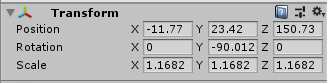 Transform
Position X -11.77 Y 23.42 Z 150.73
Rotation X 0 Y -90.012 Z 0
Scale X 1.1682 Y 1.1682 Z 1.1682